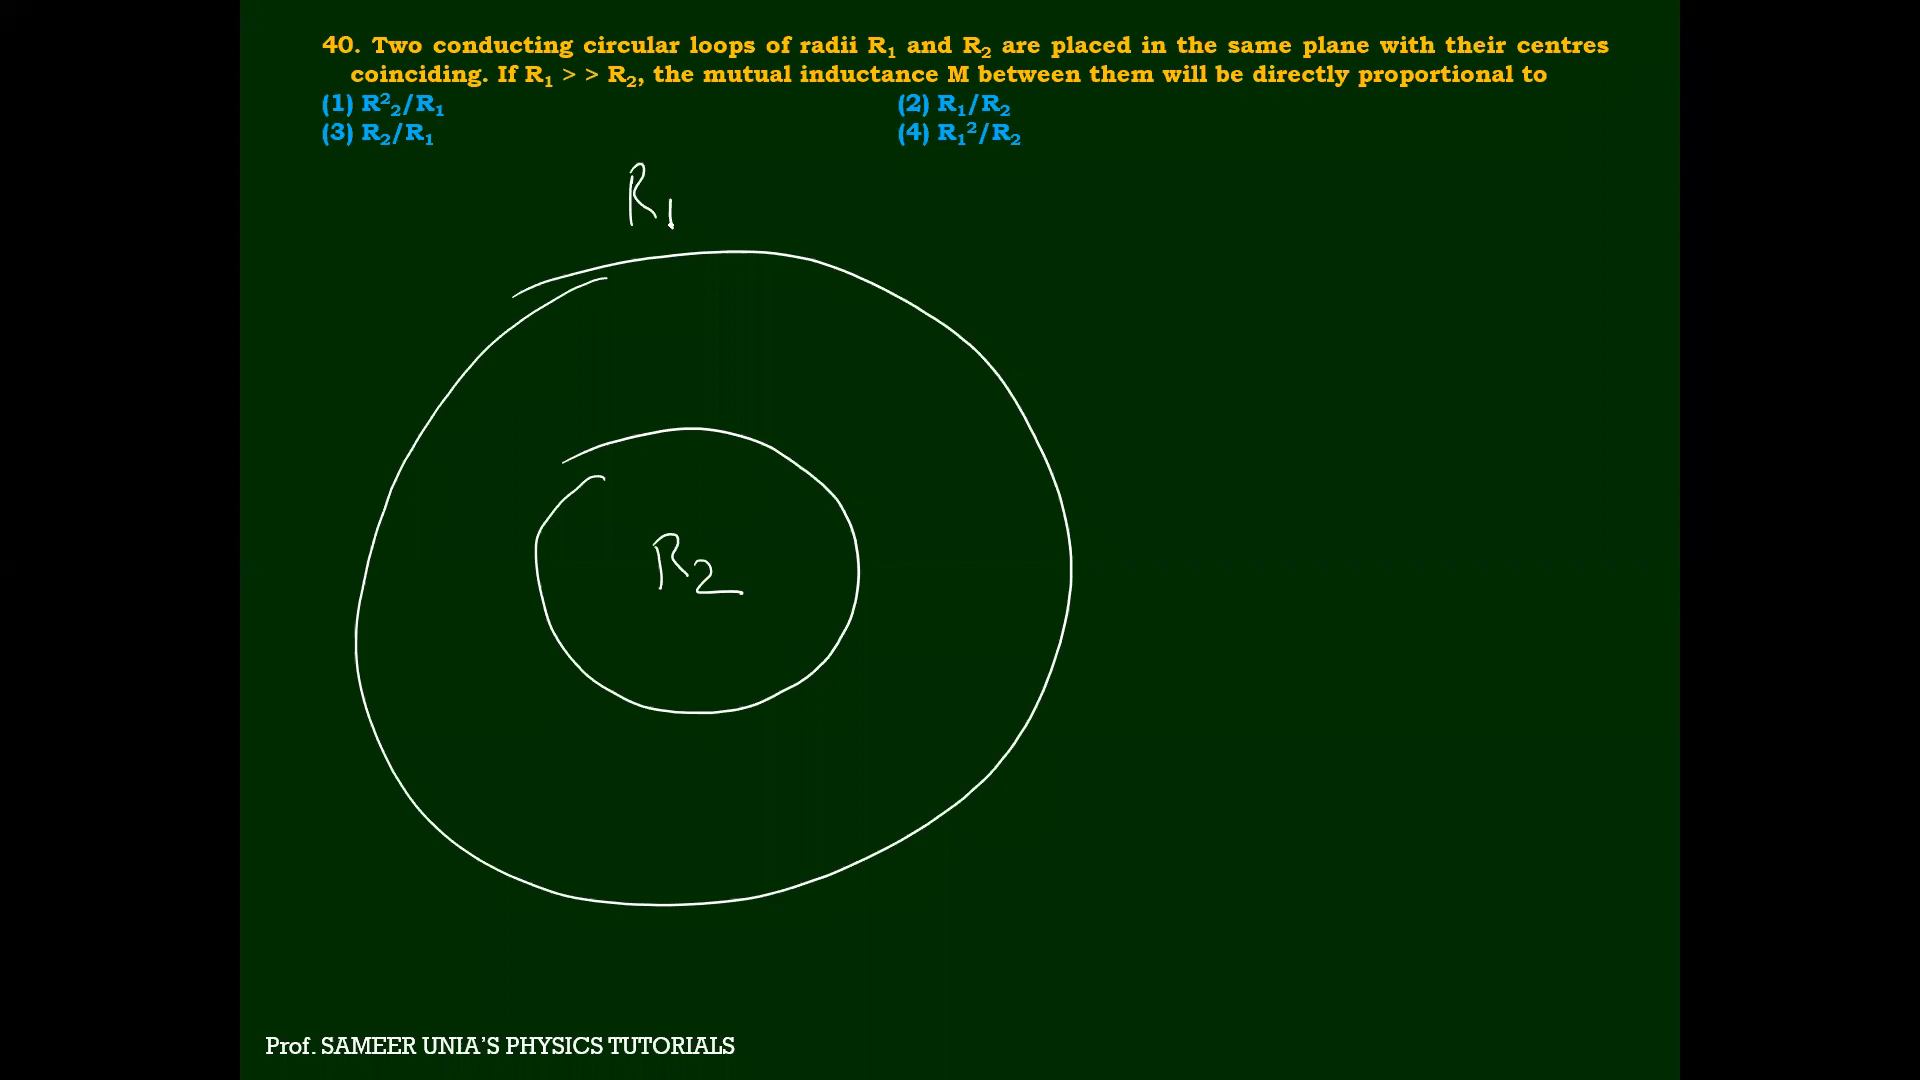 40. Two conducting circular loops of radii R₁ and R₂ are placed in the same plane with their centres
coinciding. If R₁ > > R₂, the mutual inductance M between them will be directly proportional to
(1) R²₂/R₁ (2) R₁/R₂
(3) R₂/R₁ (4) R₁²/R₂
R₁
R₂
Prof. SAMEER UNIA’S PHYSICS TUTORIALS